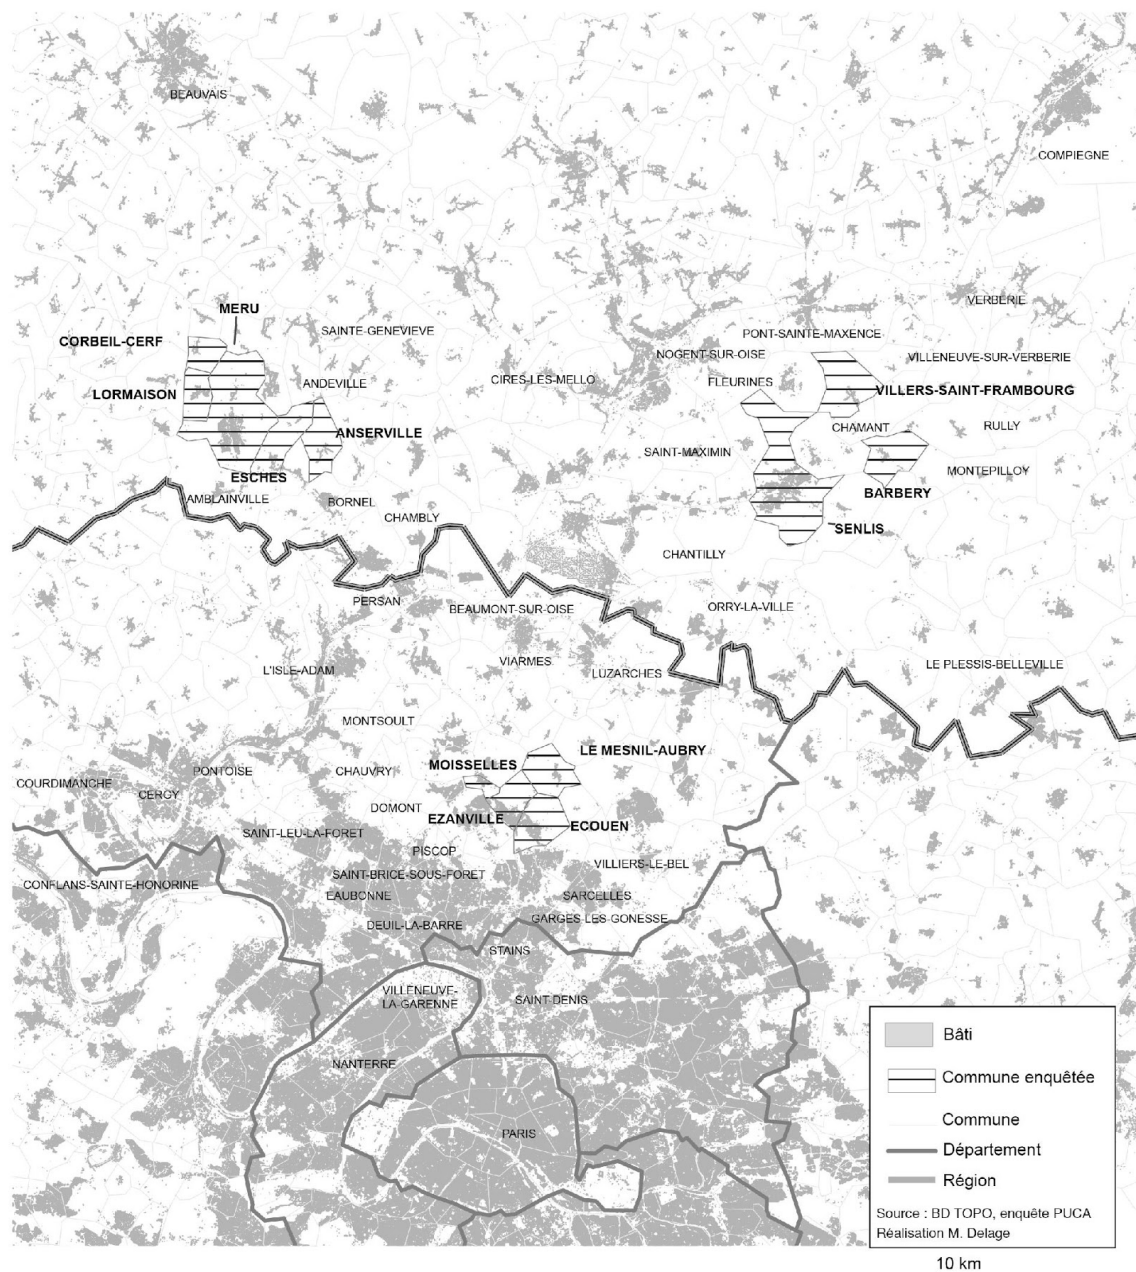 BEAUVAIS
COMPIEGNE
VERBERIE
MERU
SAINTE-GENEVIEVE
PONT-SAINTE-MAXENCE
CORBEIL-CERF
NOGENT-SUR-OISE
VILLENEUVE-SUR-VERBERIE
ANDEVILLE
CIRES-LES-MELLO
FLEURINES
VILLERS-SAINT-FRAMBOURG
LORMAISON
CHAMANT
RULLY
ANSERVILLE
SAINT-MAXIMIN
MONTEPILLOY
ESCHES
BARBERY
AMBLAINVILLE
BORNEL
CHAMBLY
SENLIS
CHANTILLY
PERSAN
BEAUMONT-SUR-OISE
ORRY-LA-VILLE
VIARMES
LE PLESSIS-BELLEVILLE
L'ISLE-ADAM
LUZARCHES
MONTSOULT
LE MESNIL-AUBRY
MOISSELLES
PONTOISE
CHAUVRY
COURDIMANCHE
CERGY
DOMONT
EZANVILLE
ECOUEN
SAINT-LEU-LA-FORET
PISCOP
VILLIERS-LE-BEL
SAINT-BRICE-SOUS-FORET
CONFLANS-SAINTE-HONORINE
EAUBONNE
SARCELLES
GARGES-LES-GONESSE
DEUIL-LA-BARRE
STAINS
VILLENEUVE-
LA-GARENNE
SAINT-DENIS
NANTERRE
PARIS
Bâti
Commune enquêtée
Commune
Département
Région
Source : BD TOPO, enquête PUCA
Réalisation M. Delage
10 km